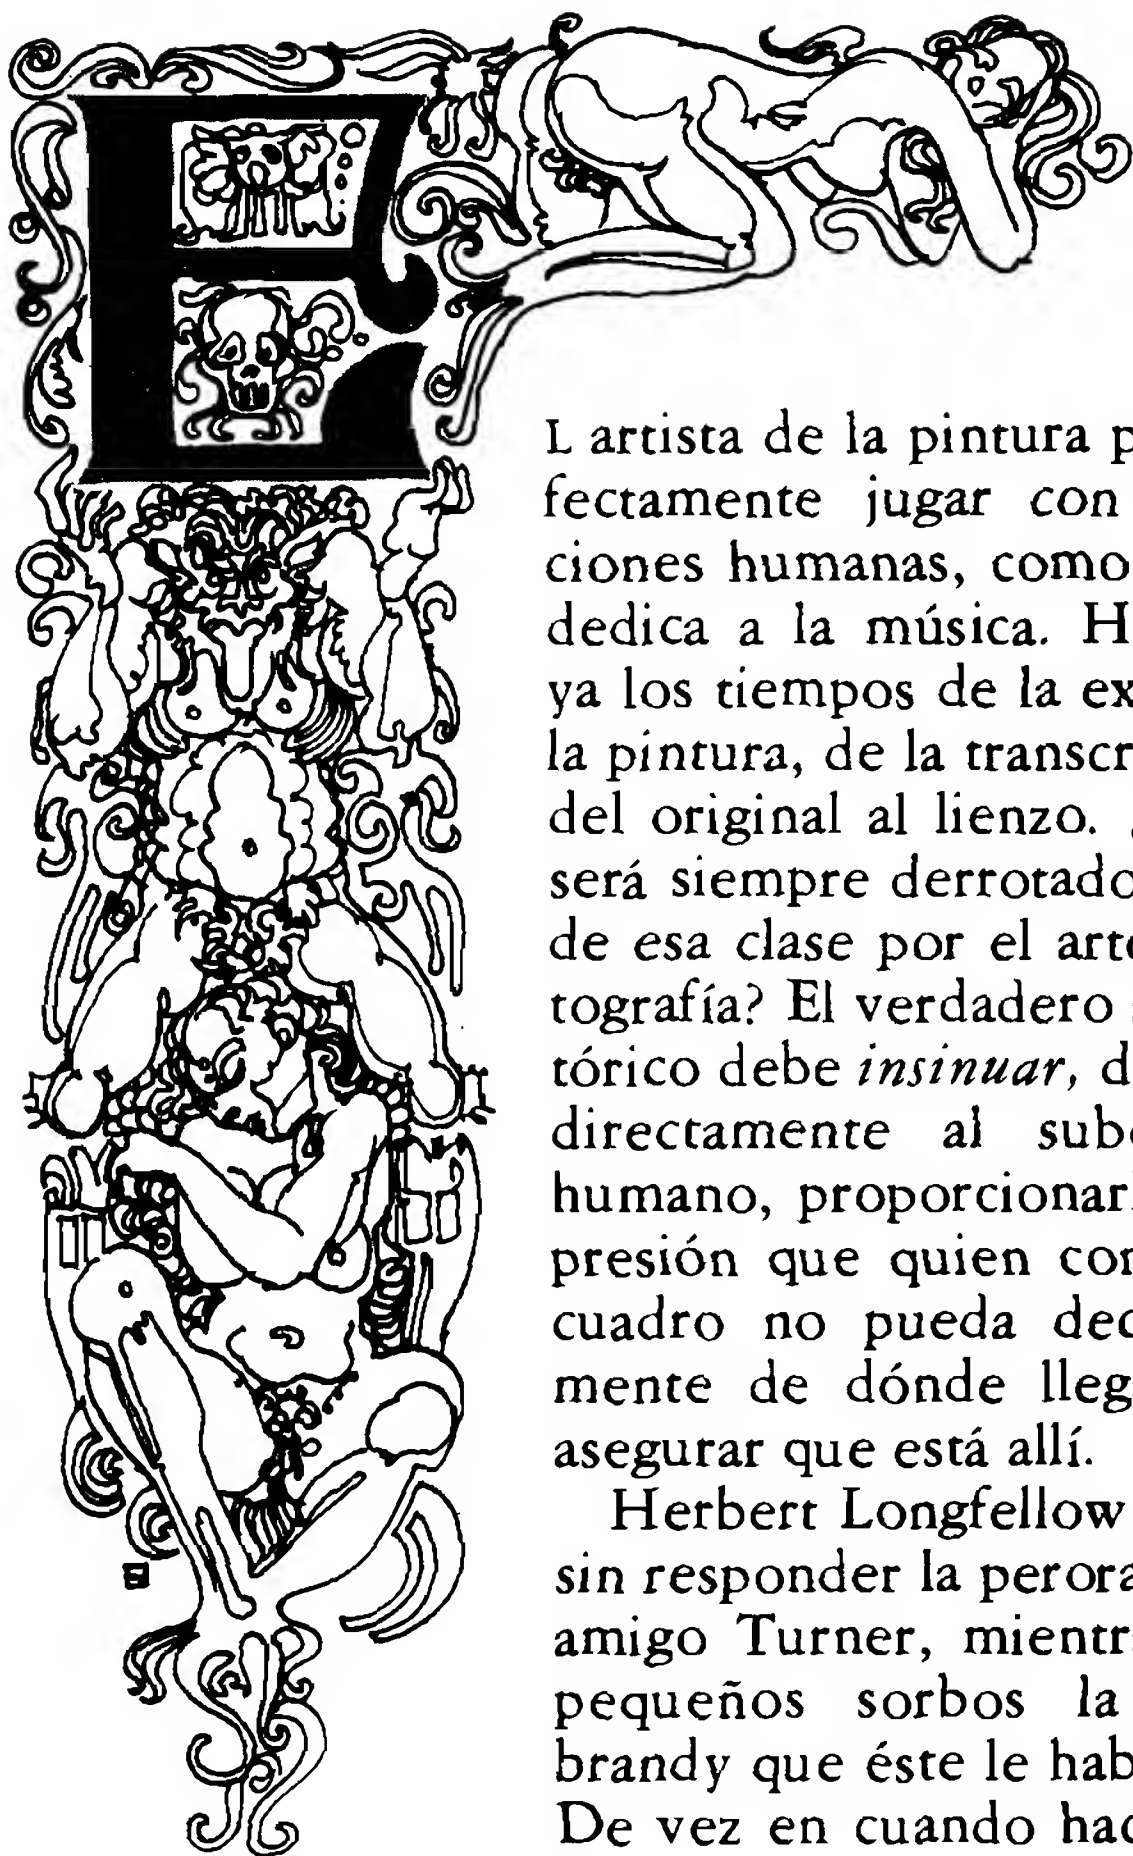 EL artista de la pintura p
fectamente jugar con
ciones humanas, como
dedica a la música. H
ya los tiempos de la ex
la pintura, de la transcr
del original al lienzo.
será siempre derrotado
de esa clase por el arte
tografía? El verdadero
tórico debe insinuar, d
directamente al sub
humano, proporcionar
presión que quien con
cuadro no pueda dec
mente de dónde lleg
asegurar que está allí.
Herbert Longfellow
sin responder la perora
amigo Turner, mientr
pequeños sorbos la
brandy que éste le hab
De vez en cuando hac